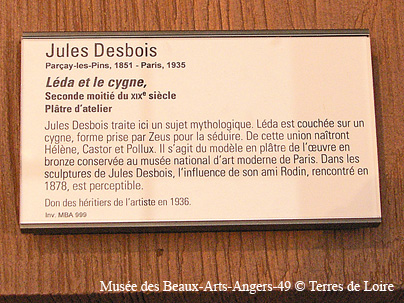 Jules Desbois
Parçay-les-Pins, 1851 - Paris, 1935
Léda et le cygne,
Seconde moitié du XIXe siècle
Plâtre d'atelier
Jules Desbois traite ici un sujet mythologique. Léda est couchée sur un
cygne, forme prise par Zeus pour la séduire. De cette union naîtront
Hélène, Castor et Pollux. Il s'agit du modèle en plâtre de l'œuvre en
bronze conservée au musée national d'art moderne de Paris. Dans les
sculptures de Jules Desbois, l'influence de son ami Rodin, rencontré en
1878, est perceptible.
Don des héritiers de l'artiste en 1936.
Inv. MBA 999
Musée des Beaux-Arts-Angers-49 © Terres de Loire